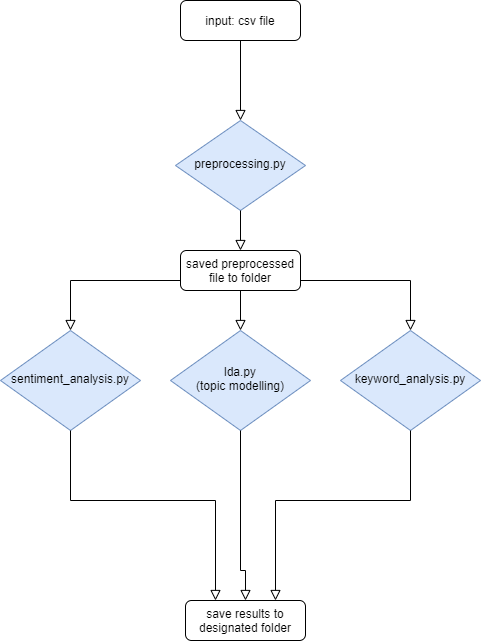 input: csv file
preprocessing.py
saved preprocessed
file to folder
sentiment_analysis.py
lda.py
(topic modelling)
keyword_analysis.py
save results to
designated folder